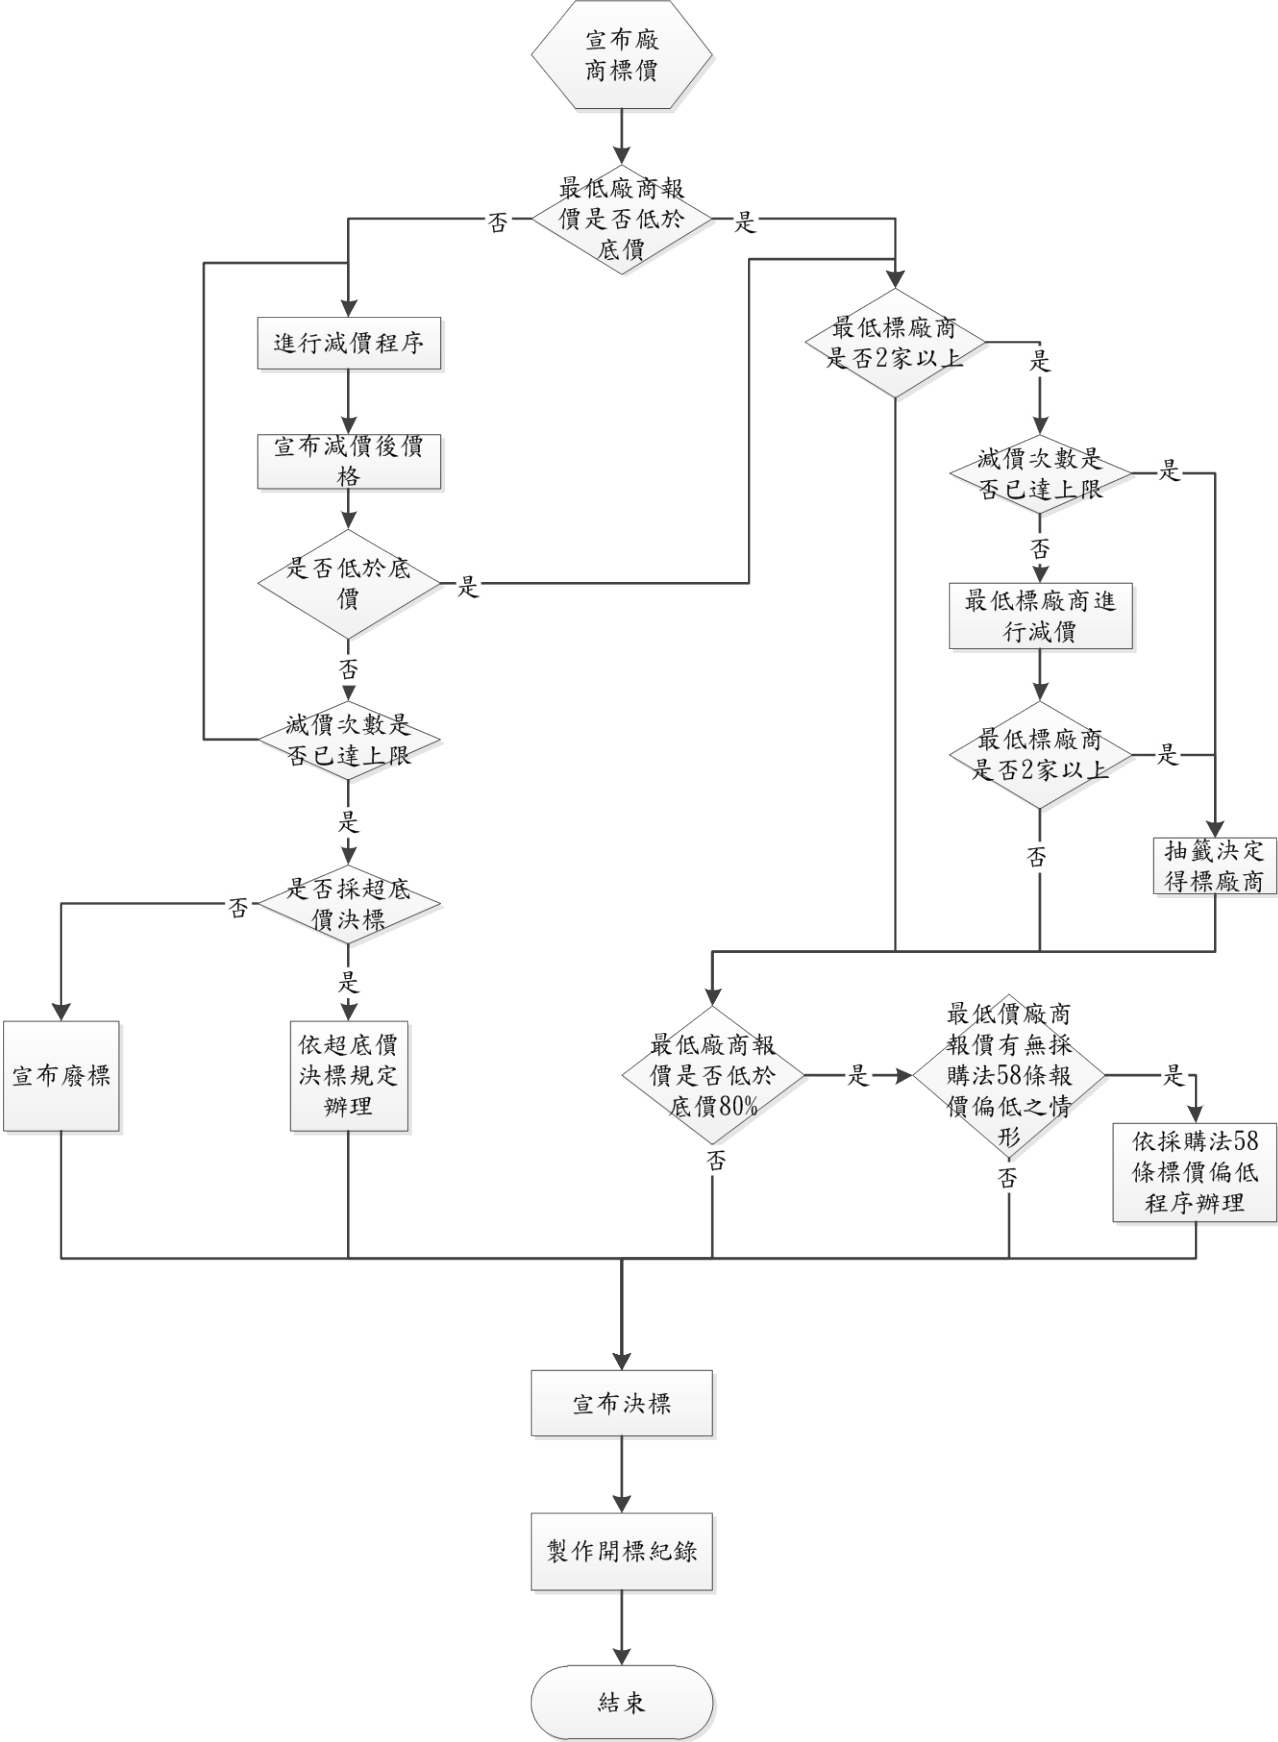 宣布廠
商標價
最低廠商報
價是否低於
底價
否
是
進行減價程序
宣布減價後價
格
是否低於底
價
是
否
減價次數是
否已達上限
是
是否採超底
價決標
否
是
宣布廢標
依超底價
決標規定
辦理
最低標廠商
是否2家以上
是
減價次數是
否已達上限
是
否
最低標廠商進
行減價
最低標廠商
是否2家以上
是
否
抽籤決定
得標廠商
最低廠商報
價是否低於
底價80%
是
否
最低價廠商
報價有無採
購法58條報
價偏低之情
形
是
否
依採購法58
條標價偏低
程序辦理
宣布決標
製作開標紀錄
結束